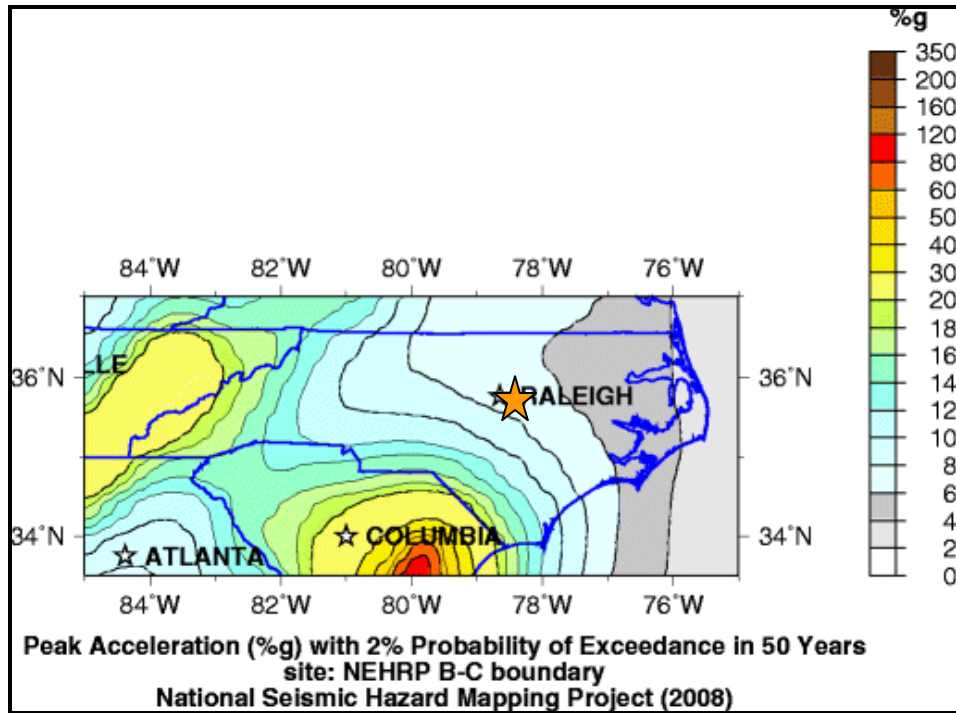 %g
350
200
160
120
80
60
50
40
30
20
18
16
14
12
10
8
6
4
2
0
84°W 82°W 80°W 78°W 76°W
LLE
36°N 36°N
RALEIGH
34°N COLUMBIA 34°N
ATLANTA
84°W 82°W 80°W 78°W 76°W
Peak Acceleration (%g) with 2% Probability of Exceedance in 50 Years
site: NEHRP B-C boundary
National Seismic Hazard Mapping Project (2008)